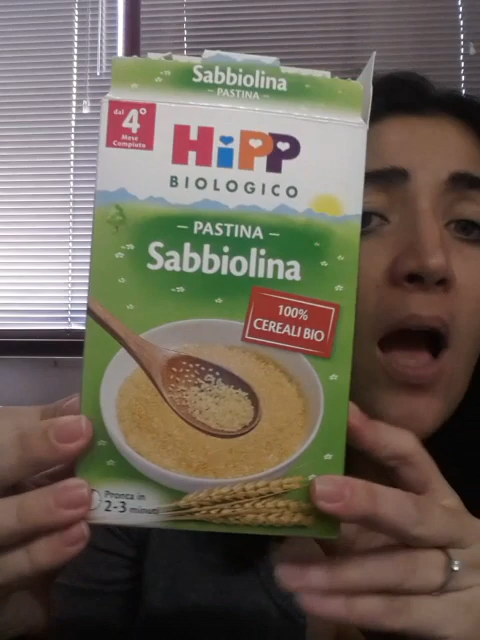 Sabbiolina
- PASTINA -
dal
4°
Mese
Compiuto
HiPP
BIOLOGICO
- PASTINA -
Sabbiolina
100%
CEREALI BIO
Pronta in
2-3 minuti